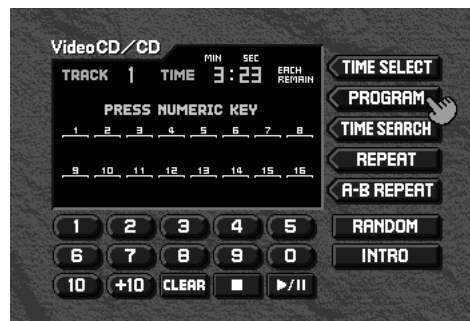 VideoCD/CD
MIN SEC
TRACK 1 TIME 3:23 EACH REMAIN
PRESS NUMERIC KEY
1 2 3 4 5 6 7 8
9 10 11 12 13 14 15 16
TIME SELECT
PROGRAM
TIME SEARCH
REPEAT
A-B REPEAT
1 2 3 4 5 RANDOM
6 7 8 9 0 INTRO
10 +10 CLEAR ■ ▶/II